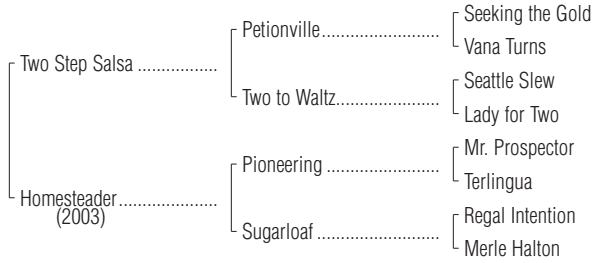 Seeking the Gold
Petionville
Vana Turns
Two Step Salsa
Seattle Slew
Two to Waltz
Lady for Two
Mr. Prospector
Pioneering
Terlingua
Homesteader
(2003)
Regal Intention
Sugarloaf
Merle Halton